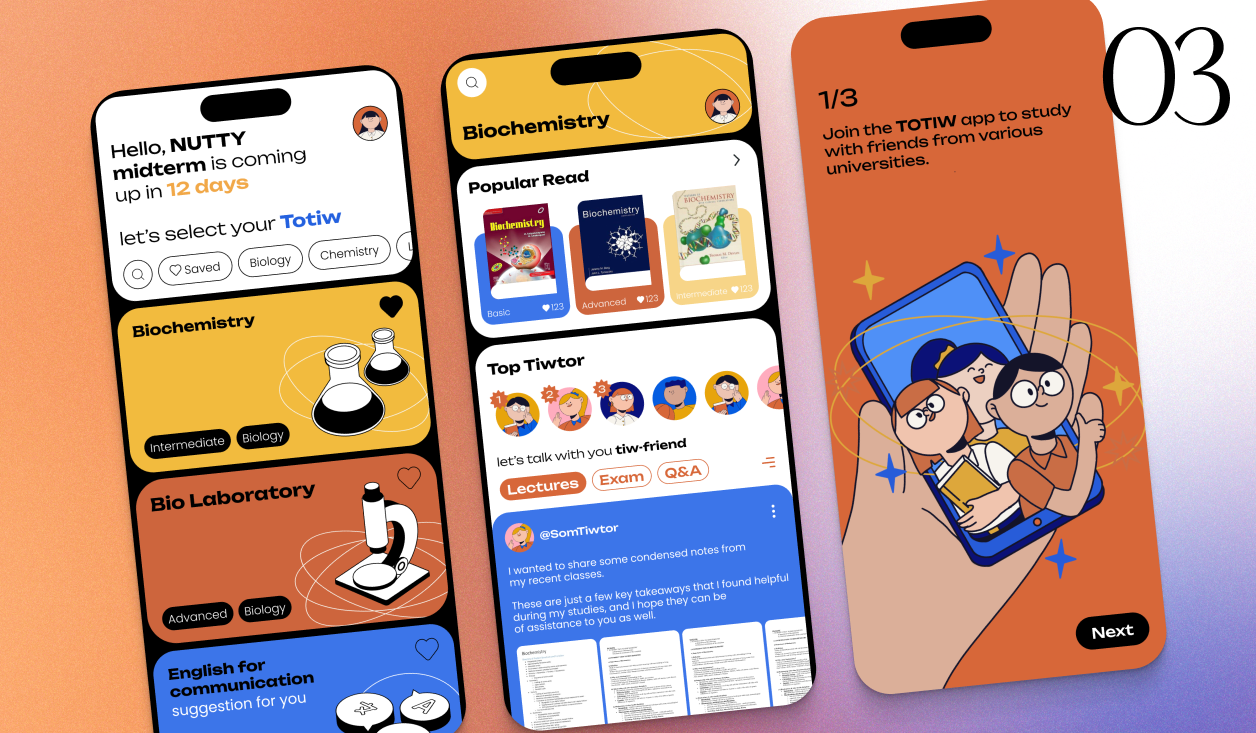 03
Hello, NUTTY
midterm is coming
up in 12 days
let's select your Totiw
Saved
Biology
Chemistry
L
Biochemistry
Intermediate
Biology
Bio Laboratory
Advanced
Biology
English for
communication
suggestion for you
A
Biochemistry
Popular Read
Biochemistry
Biochemistry
BIOCHEMISTRY
Basic
123
Advanced
123
Intermediate
123
Top Tiwtor
1
2
3
let's talk with you tiw-friend
Lectures
Exam
Q&A
@SomTiwtor
I wanted to share some condensed notes from
my recent classes.
These are just a few key takeaways that I found helpful
during my studies, and I hope they can be
of assistance to you as well.
Biochemistry
1/3
Join the TOTIW app to study
with friends from various
universities.
Next